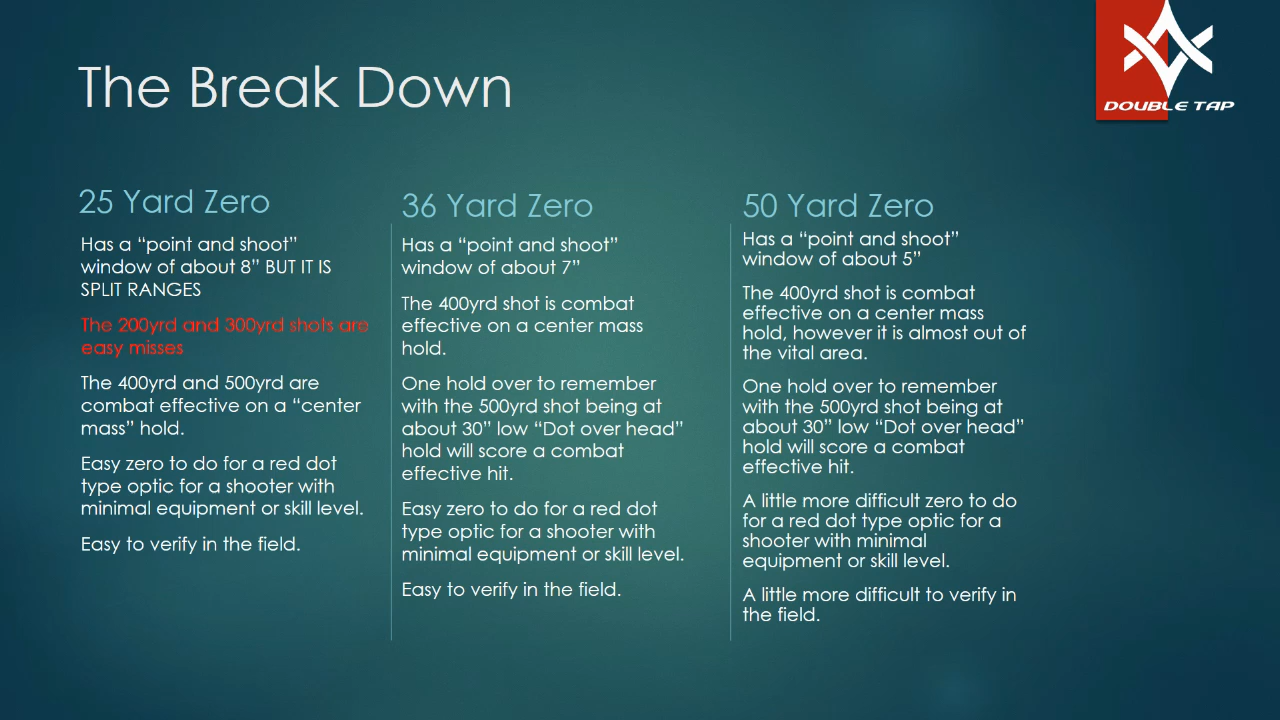 The Break Down
DOUBLE TAP
25 Yard Zero
Has a “point and shoot”
window of about 8” BUT IT IS
SPLIT RANGES
The 200yrd and 300yrd shots are
easy misses
The 400yrd and 500yrd are
combat effective on a “center
mass” hold.
Easy zero to do for a red dot
type optic for a shooter with
minimal equipment or skill level.
Easy to verify in the field.
36 Yard Zero
Has a “point and shoot”
window of about 7”
The 400yrd shot is combat
effective on a center mass
hold.
One hold over to remember
with the 500yrd shot being at
about 30” low “Dot over head”
hold will score a combat
effective hit.
Easy zero to do for a red dot
type optic for a shooter with
minimal equipment or skill level.
Easy to verify in the field.
50 Yard Zero
Has a “point and shoot”
window of about 5”
The 400yrd shot is combat
effective on a center mass
hold, however it is almost out of
the vital area.
One hold over to remember
with the 500yrd shot being at
about 30” low “Dot over head”
hold will score a combat
effective hit.
A little more difficult zero to do
for a red dot type optic for a
shooter with minimal
equipment or skill level.
A little more difficult to verify in
the field.